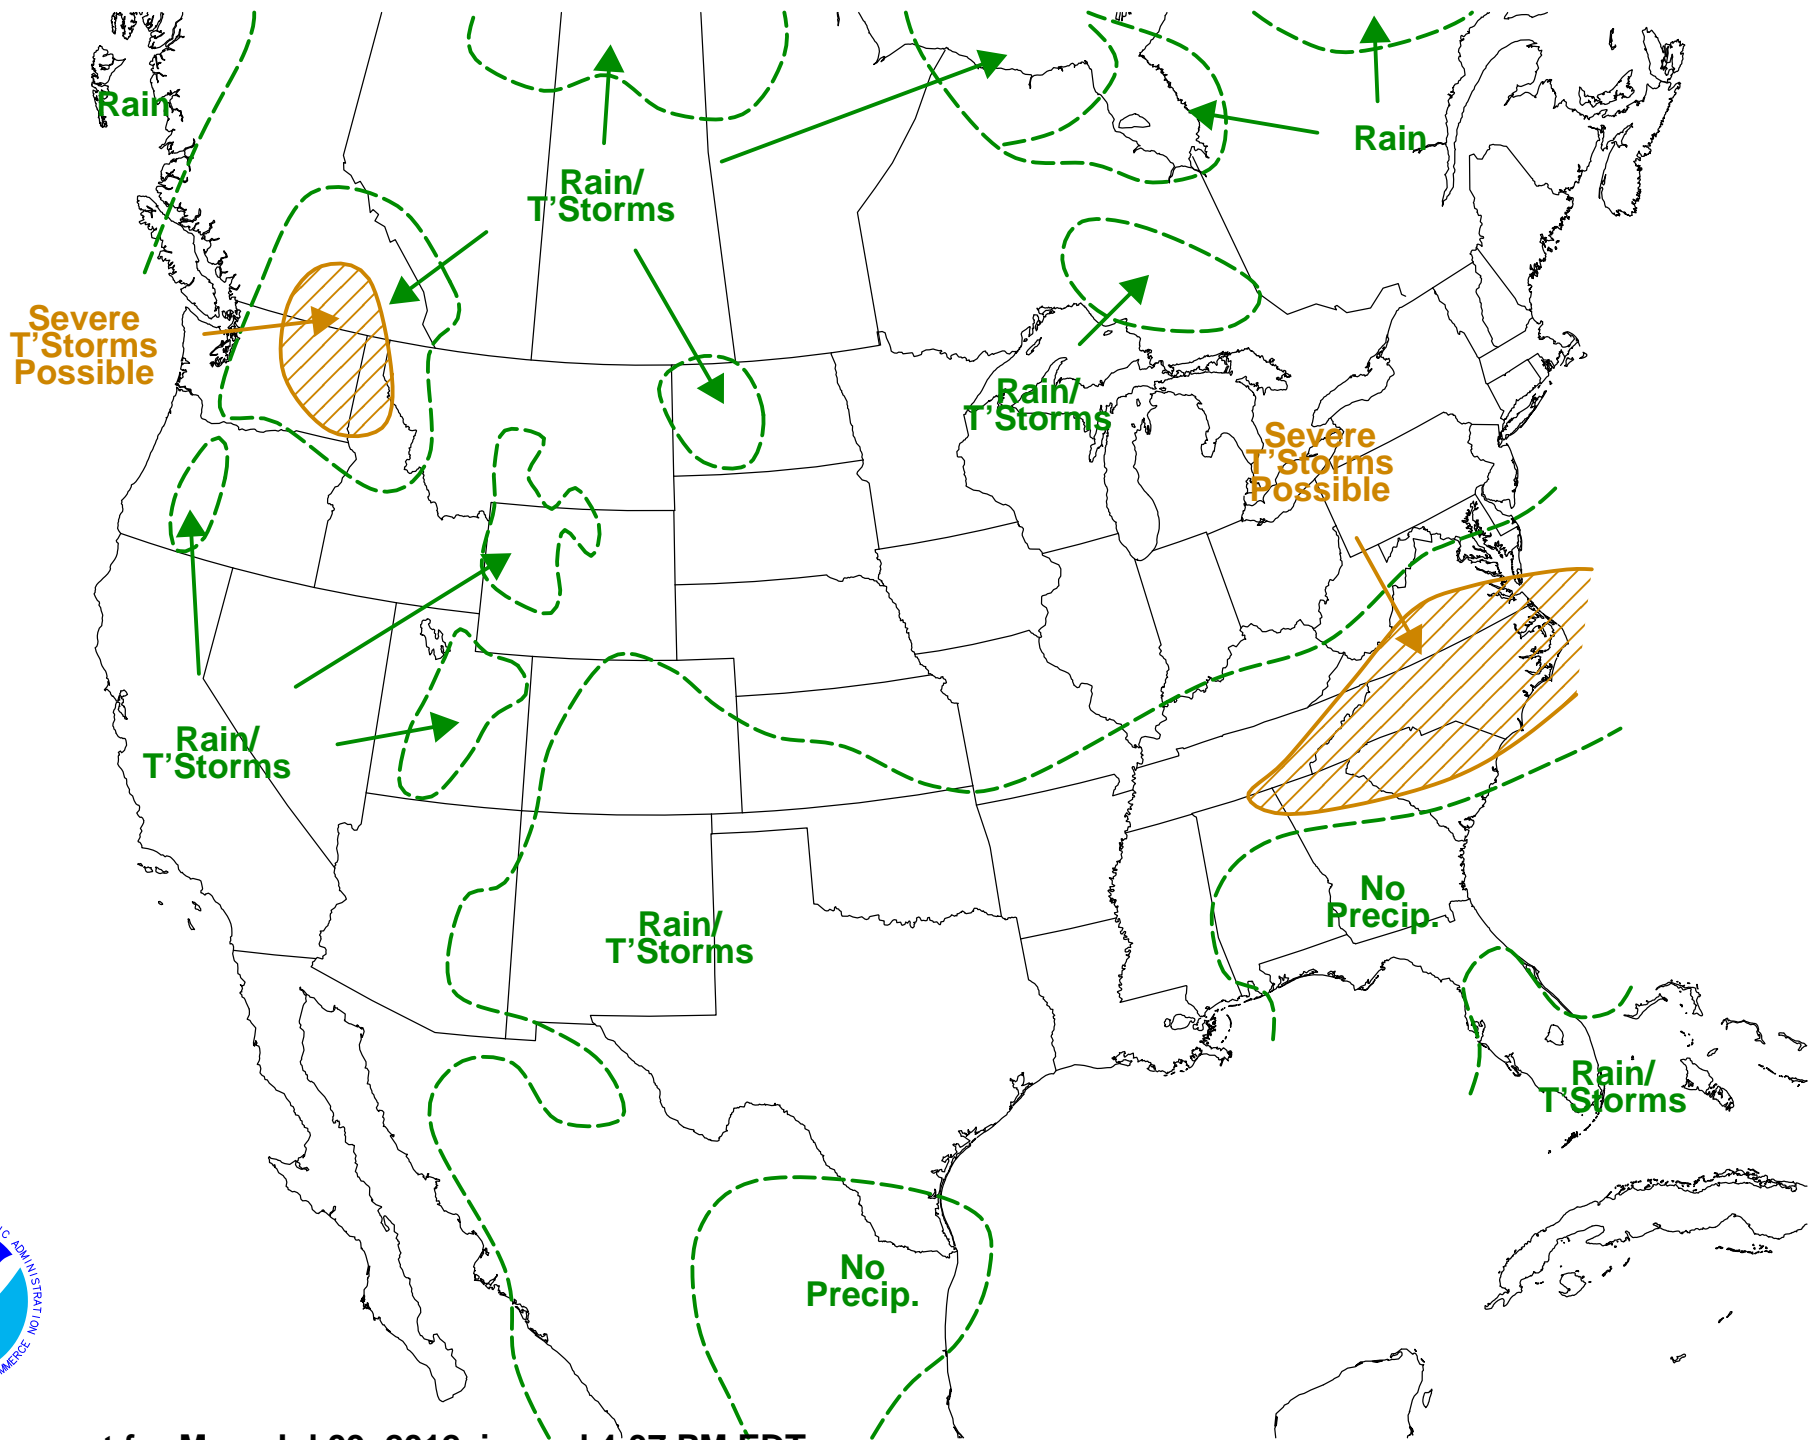 Rain
Rain
Rain/
T’Storms
Severe
T’Storms
Possible
Rain/
T’Storms
Severe
T’Storms
Possible
Rain/
T’Storms
Rain/
T’Storms
No
Precip.
Rain/
T’Storms
No
Precip.
ADMINISTRATION